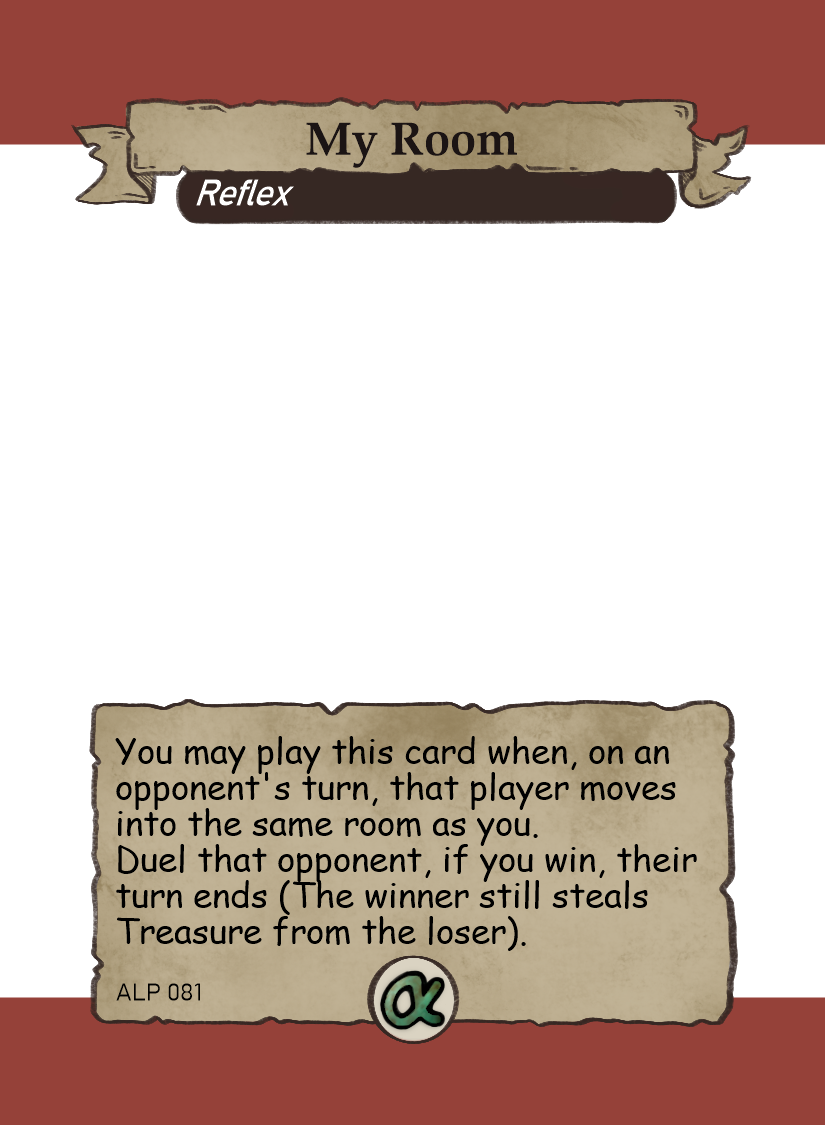 My Room
Reflex
You may play this card when, on an
opponent's turn, that player moves
into the same room as you.
Duel that opponent, if you win, their
turn ends (The winner still steals
Treasure from the loser).
ALP 081
α